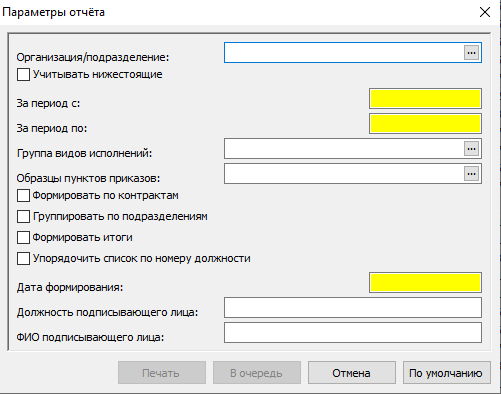 Параметры отчёта
Организация/подразделение:
...
Учитывать нижестоящие
За период с:
За период по:
Группа видов исполнений:
...
Образцы пунктов приказов:
...
Формировать по контрактам
Группировать по подразделениям
Формировать итоги
Упорядочить список по номеру должности
Дата формирования:
Должность подписывающего лица:
ФИО подписывающего лица:
Печать В очередь Отмена По умолчанию